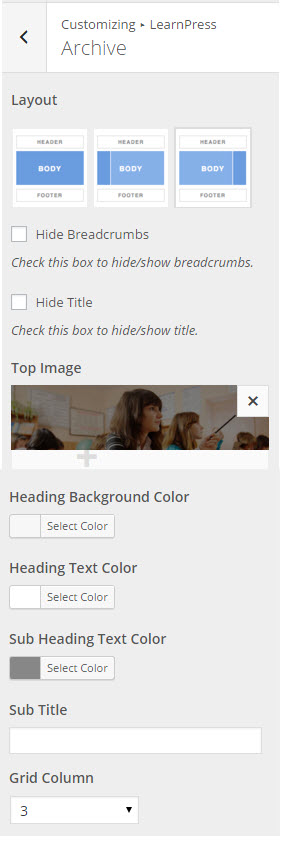 Customizing ▸ LearnPress
Archive
Layout
HEADER HEADER HEADER
BODY BODY BODY
FOOTER FOOTER FOOTER
Hide Breadcrumbs
Check this box to hide/show breadcrumbs.
Hide Title
Check this box to hide/show title.
Top Image
Heading Background Color
Select Color
Heading Text Color
Select Color
Sub Heading Text Color
Select Color
Sub Title
Grid Column
3